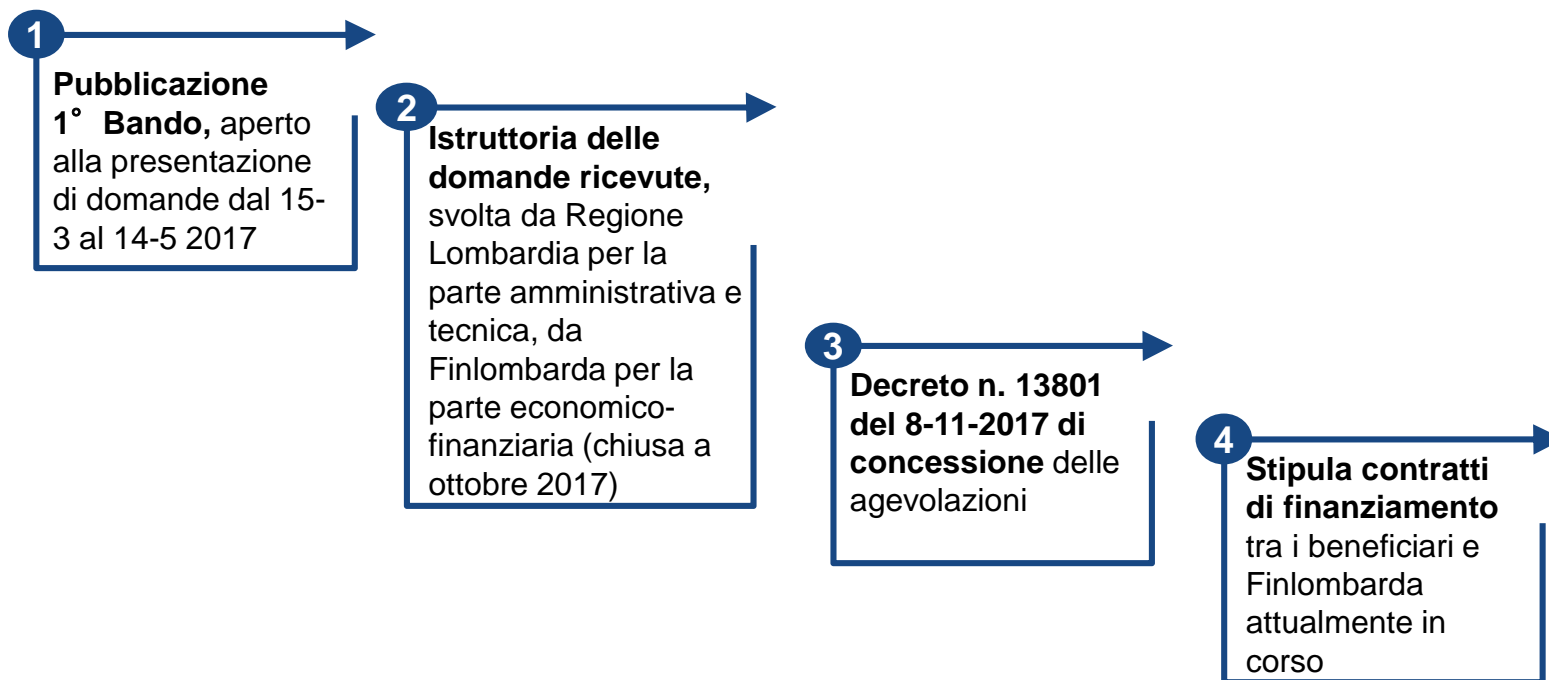 1
Pubblicazione
1° Bando, aperto
alla presentazione
di domande dal 15-
3 al 14-5 2017
2
Istruttoria delle
domande ricevute,
svolta da Regione
Lombardia per la
parte amministrativa e
tecnica, da
Finlombarda per la
parte economico-
finanziaria (chiusa a
ottobre 2017)
3
Decreto n. 13801
del 8-11-2017 di
concessione delle
agevolazioni
4
Stipula contratti
di finanziamento
tra i beneficiari e
Finlombarda
attualmente in
corso